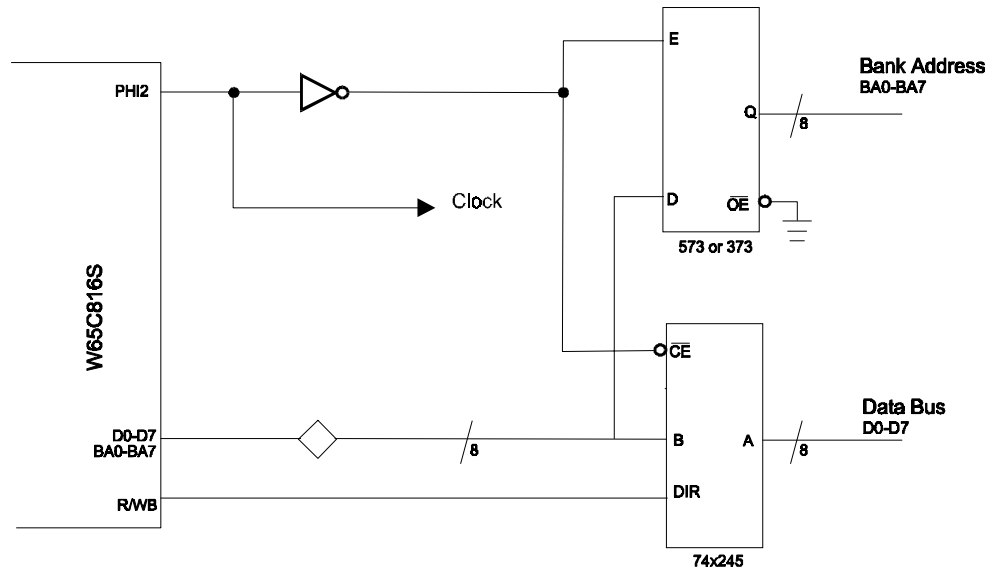 PHI2
Clock
W65C816S
D0-D7
BA0-BA7
8
R/WB
E
Q
D
OE
573 or 373
Bank Address
BA0-BA7
8
CE
B
A
DIR
74x245
Data Bus
D0-D7
8